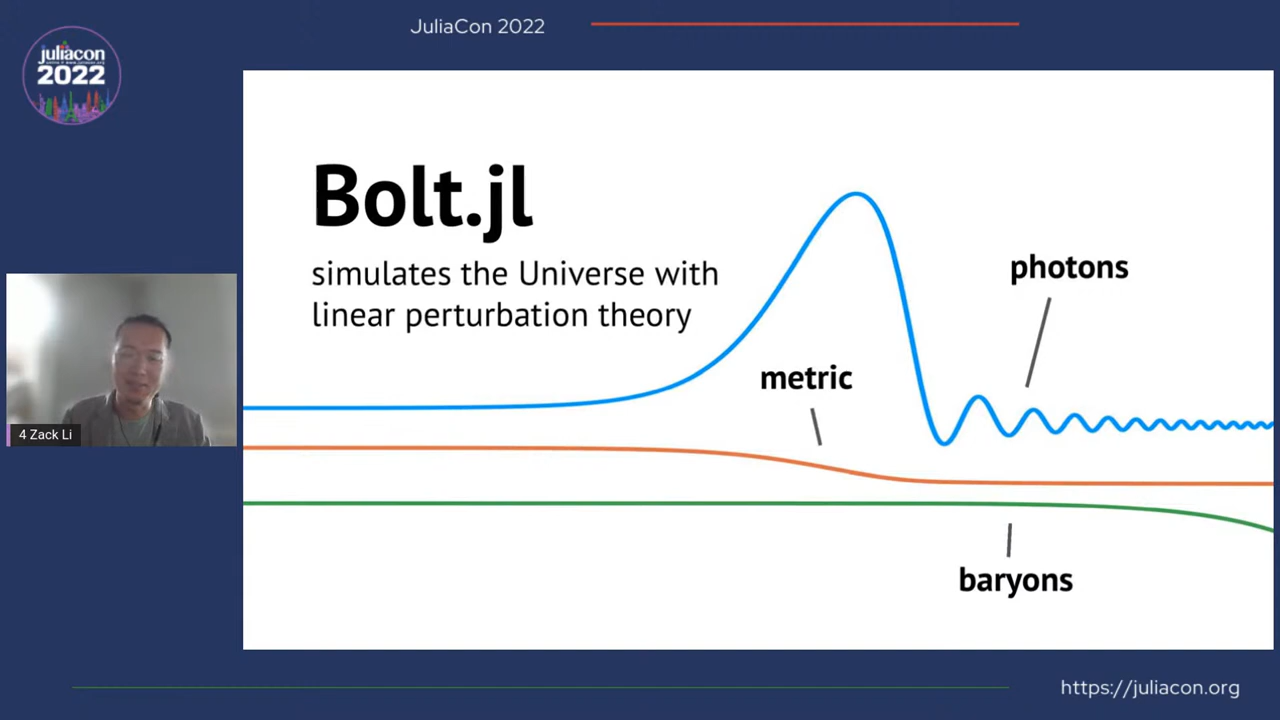 JuliaCon 2022
juliacon
2022
Bolt.jl
simulates the Universe with
linear perturbation theory
photons
metric
4 Zack Li
baryons
https://juliacon.org